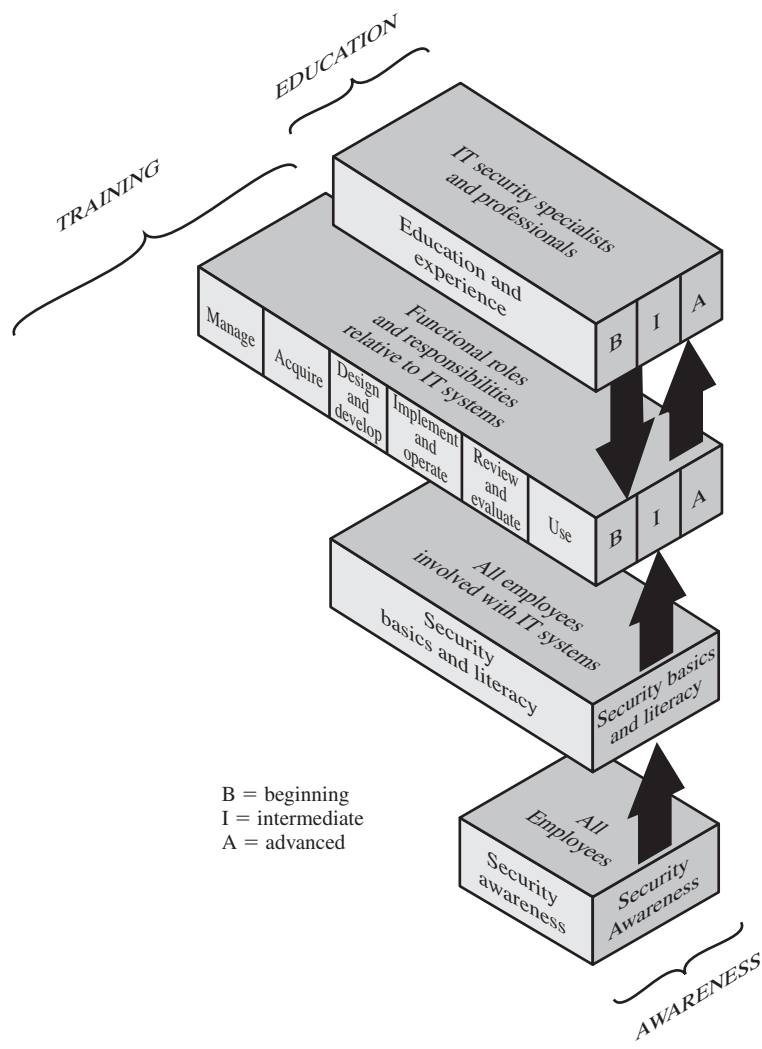 EDUCATION
TRAINING
IT security specialists
and professionals
Education and
experience
B
I
A
Functional roles
and responsibilities
relative to IT systems
Manage
Acquire
Design
and
develop
Implement
and
operate
Review
and
evaluate
Use
B
I
A
All employees
involved with IT systems
Security
basics and literacy
Security basics
and literacy
B = beginning
I = intermediate
A = advanced
All
Employees
Security
awareness
Security
Awareness
AWARENESS